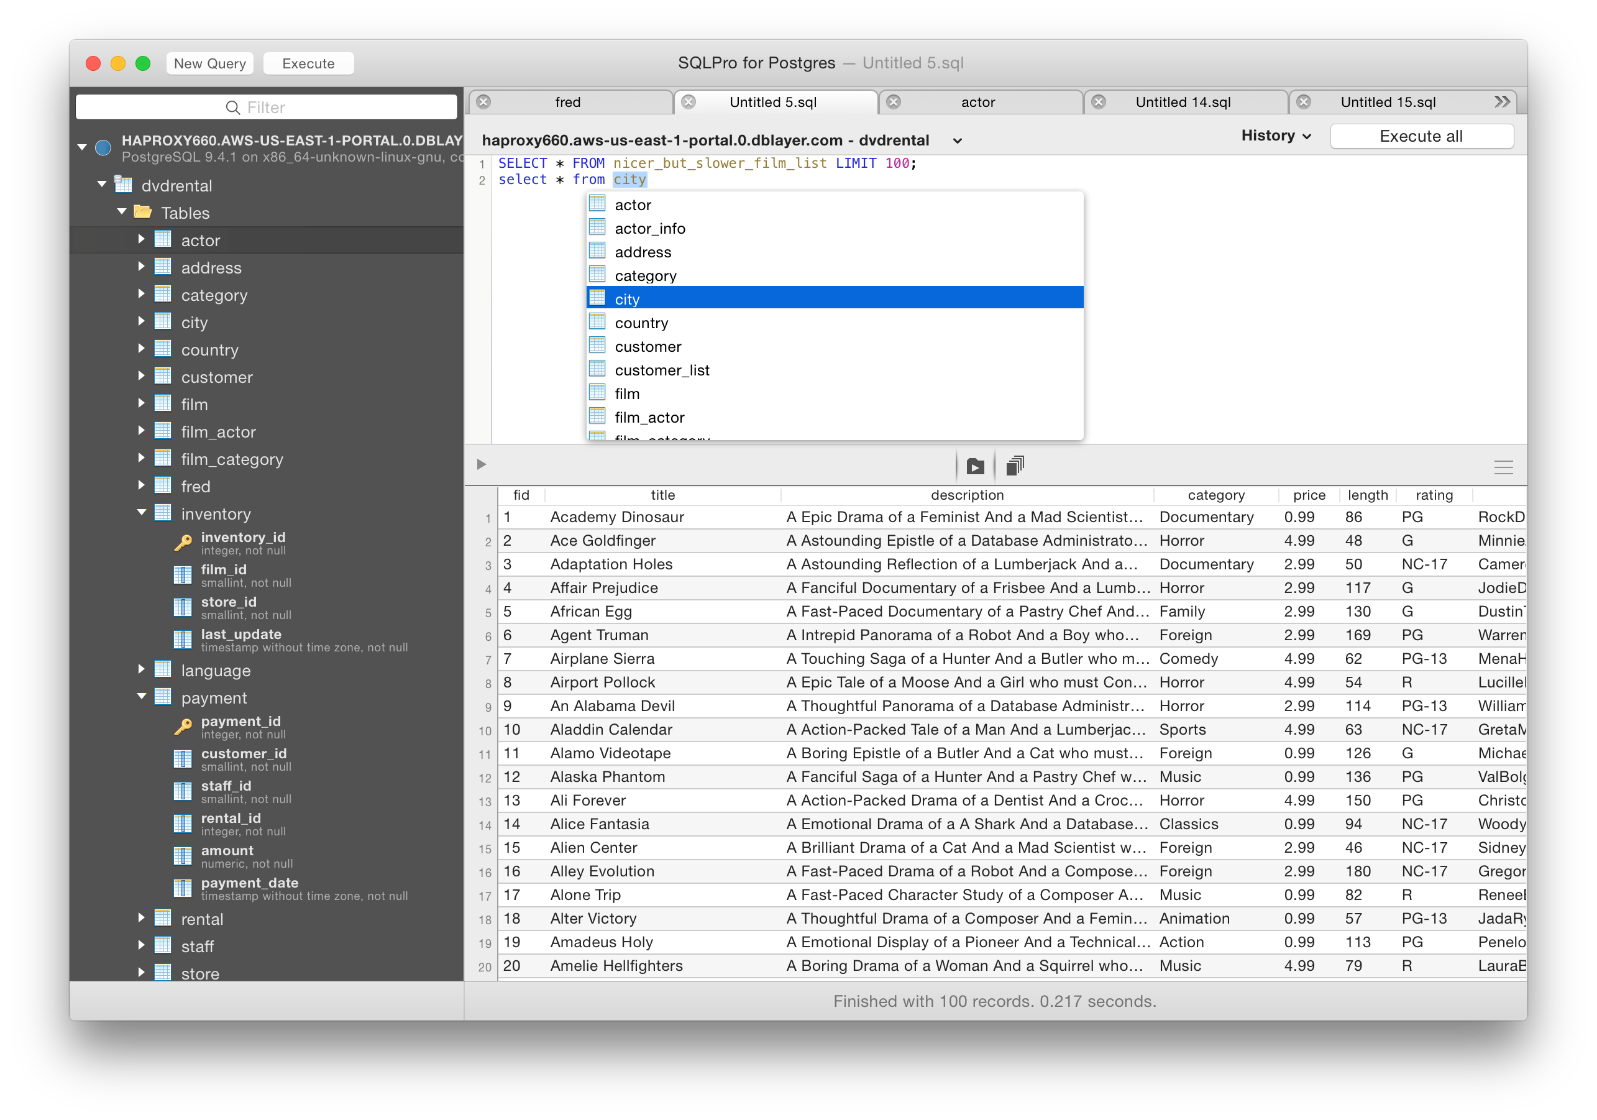 New Query
Execute
SQLPro for Postgres — Untitled 5.sql
Filter
HAPROXY660.AWS-US-EAST-1-PORTAL.0.DBLAY
PostgreSQL 9.4.1 on x86_64-unknown-linux-gnu, co
dvdrental
Tables
actor
address
category
city
country
customer
film
film_actor
film_category
fred
inventory
inventory_id
integer, not null
film_id
smallint, not null
store_id
smallint, not null
last_update
timestamp without time zone, not null
language
payment
payment_id
integer, not null
customer_id
smallint, not null
staff_id
smallint, not null
rental_id
integer, not null
amount
numeric, not null
payment_date
timestamp without time zone, not null
rental
staff
store
fred
Untitled 5.sql
actor
Untitled 14.sql
Untitled 15.sql
haproxy660.aws-us-east-1-portal.0.dblayer.com - dvdrental
History
Execute all
1 SELECT * FROM nicer_but_slower_film_list LIMIT 100;
2 select * from city
actor
actor_info
address
category
city
country
customer
customer_list
film
film_actor
film_category
fid title description category price length rating
1 1 Academy Dinosaur A Epic Drama of a Feminist And a Mad Scientist... Documentary 0.99 86 PG RockD
2 2 Ace Goldfinger A Astounding Epistle of a Database Administrato... Horror 4.99 48 G Minnie
3 3 Adaptation Holes A Astounding Reflection of a Lumberjack And a... Documentary 2.99 50 NC-17 Camer
4 4 Affair Prejudice A Fanciful Documentary of a Frisbee And a Lumb... Horror 2.99 117 G JodieD
5 5 African Egg A Fast-Paced Documentary of a Pastry Chef And... Family 2.99 130 G Dustin
6 6 Agent Truman A Intrepid Panorama of a Robot And a Boy who... Foreign 2.99 169 PG Warren
7 7 Airplane Sierra A Touching Saga of a Hunter And a Butler who m... Comedy 4.99 62 PG-13 MenaH
8 8 Airport Pollock A Epic Tale of a Moose And a Girl who must Con... Horror 4.99 54 R Lucille
9 9 An Alabama Devil A Thoughtful Panorama of a Database Administr... Horror 2.99 114 PG-13 William
10 10 Aladdin Calendar A Action-Packed Tale of a Man And a Lumberjac... Sports 4.99 63 NC-17 GretaM
11 11 Alamo Videotape A Boring Epistle of a Butler And a Cat who must... Foreign 0.99 126 G Michae
12 12 Alaska Phantom A Fanciful Saga of a Hunter And a Pastry Chef w... Music 0.99 136 PG ValBolg
13 13 Ali Forever A Action-Packed Drama of a Dentist And a Croc... Horror 4.99 150 PG Christo
14 14 Alice Fantasia A Emotional Drama of a A Shark And a Database... Classics 0.99 94 NC-17 Woody
15 15 Alien Center A Brilliant Drama of a Cat And a Mad Scientist w... Foreign 2.99 46 NC-17 Sidney
16 16 Alley Evolution A Fast-Paced Drama of a Robot And a Compose... Foreign 2.99 180 NC-17 Gregor
17 17 Alone Trip A Fast-Paced Character Study of a Composer A... Music 0.99 82 R Renee
18 18 Alter Victory A Thoughtful Drama of a Composer And a Femin... Animation 0.99 57 PG-13 JadaRy
19 19 Amadeus Holy A Emotional Display of a Pioneer And a Technical... Action 0.99 113 PG Penelo
20 20 Amelie Hellfighters A Boring Drama of a Woman And a Squirrel who... Music 4.99 79 R LauraB
Finished with 100 records. 0.217 seconds.